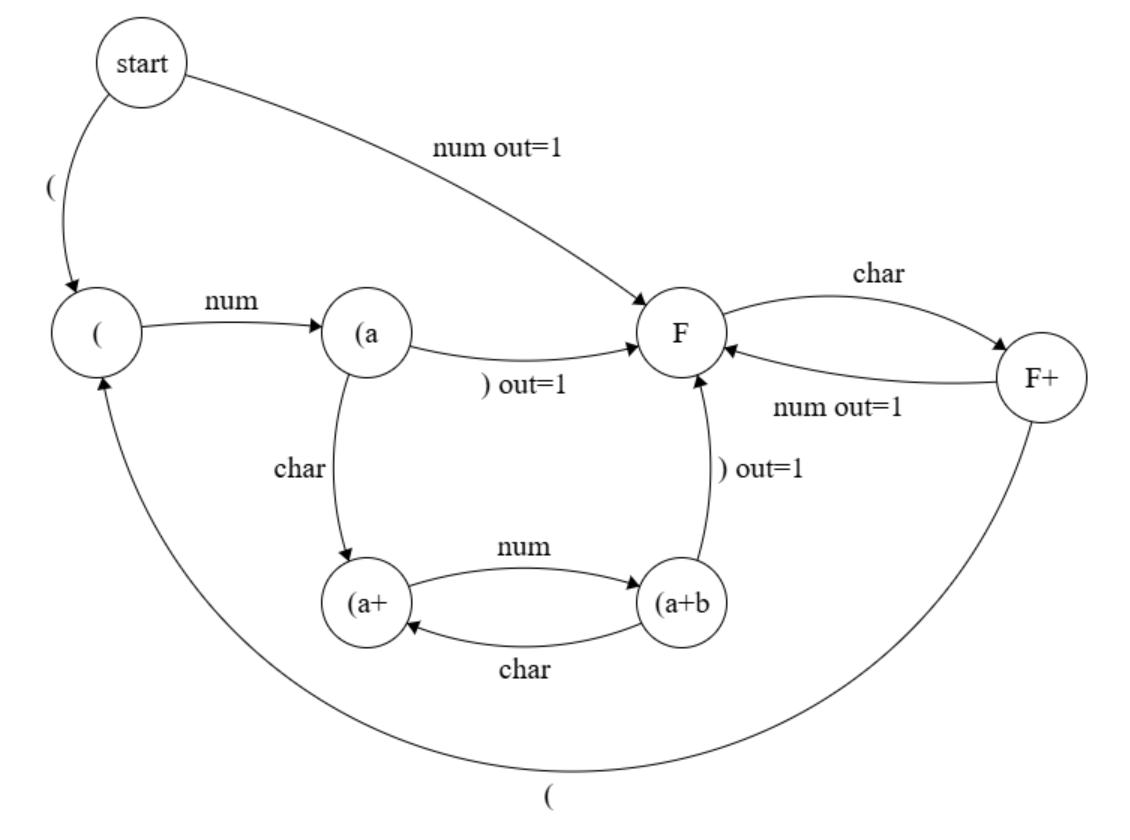 start
num out=1
(
char
num
(
(a
F
F+
) out=1
num out=1
char
) out=1
num
(a+
(a+b
char
(